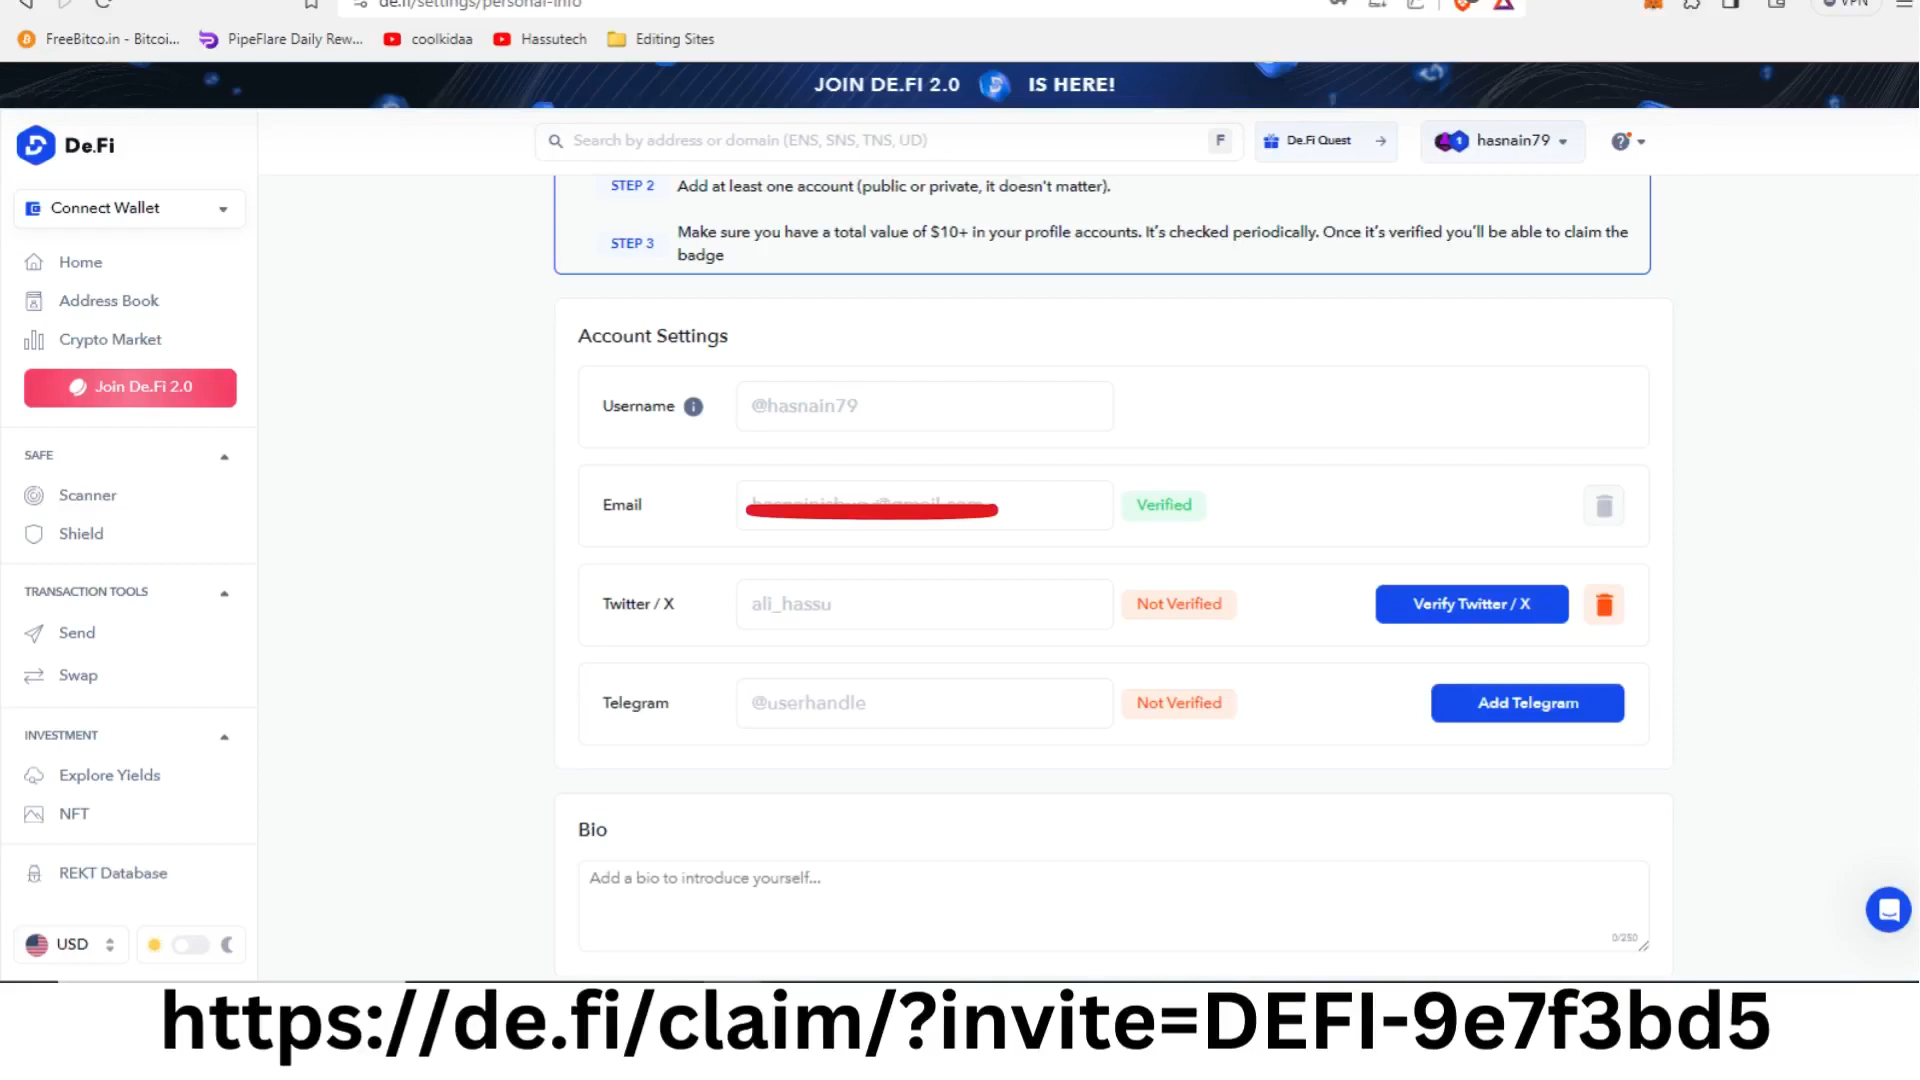 de.fi/settings/personal-info
VPN
FreeBitco.in - Bitcoi...
PipeFlare Daily Rew...
coolkidaa
Hassutech
Editing Sites
JOIN DE.FI 2.0 IS HERE!
De.Fi
Search by address or domain (ENS, SNS, TNS, UD)
F
De.Fi Quest
1
hasnain79
?
Connect Wallet
Home
Address Book
Crypto Market
Join De.Fi 2.0
SAFE
Scanner
Shield
TRANSACTION TOOLS
Send
Swap
INVESTMENT
Explore Yields
NFT
REKT Database
USD
STEP 2
Add at least one account (public or private, it doesn't matter).
STEP 3
Make sure you have a total value of $10+ in your profile accounts. It's checked periodically. Once it's verified you'll be able to claim the
badge
Account Settings
Username
@hasnain79
Email
Verified
Twitter / X
ali_hassu
Not Verified
Verify Twitter / X
Telegram
@userhandle
Not Verified
Add Telegram
Bio
Add a bio to introduce yourself...
0/250
https://de.fi/claim/?invite=DEFI-9e7f3bd5